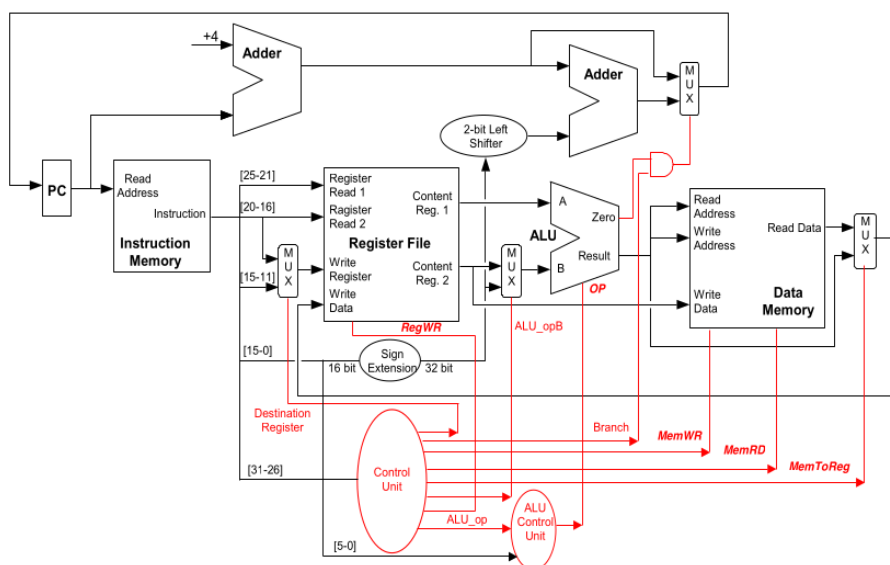 +4
Adder
Adder
M
U
X
2-bit Left
Shifter
PC
Read
Address
Instruction
Instruction
Memory
[25-21]
[20-16]
[15-11]
M
U
X
Register
Read 1
Ragister
Read 2
Write
Register
Write
Data
Register File
Content
Reg. 1
Content
Reg. 2
RegWR
M
U
X
A
B
ALU
Zero
Result
OP
ALU_opB
Read
Address
Write
Address
Write
Data
Read Data
Data
Memory
M
U
X
[15-0]
16 bit
Sign
Extension
32 bit
Destination
Register
Branch
MemWR
MemRD
MemToReg
[31-26]
Control
Unit
ALU_op
ALU
Control
Unit
[5-0]